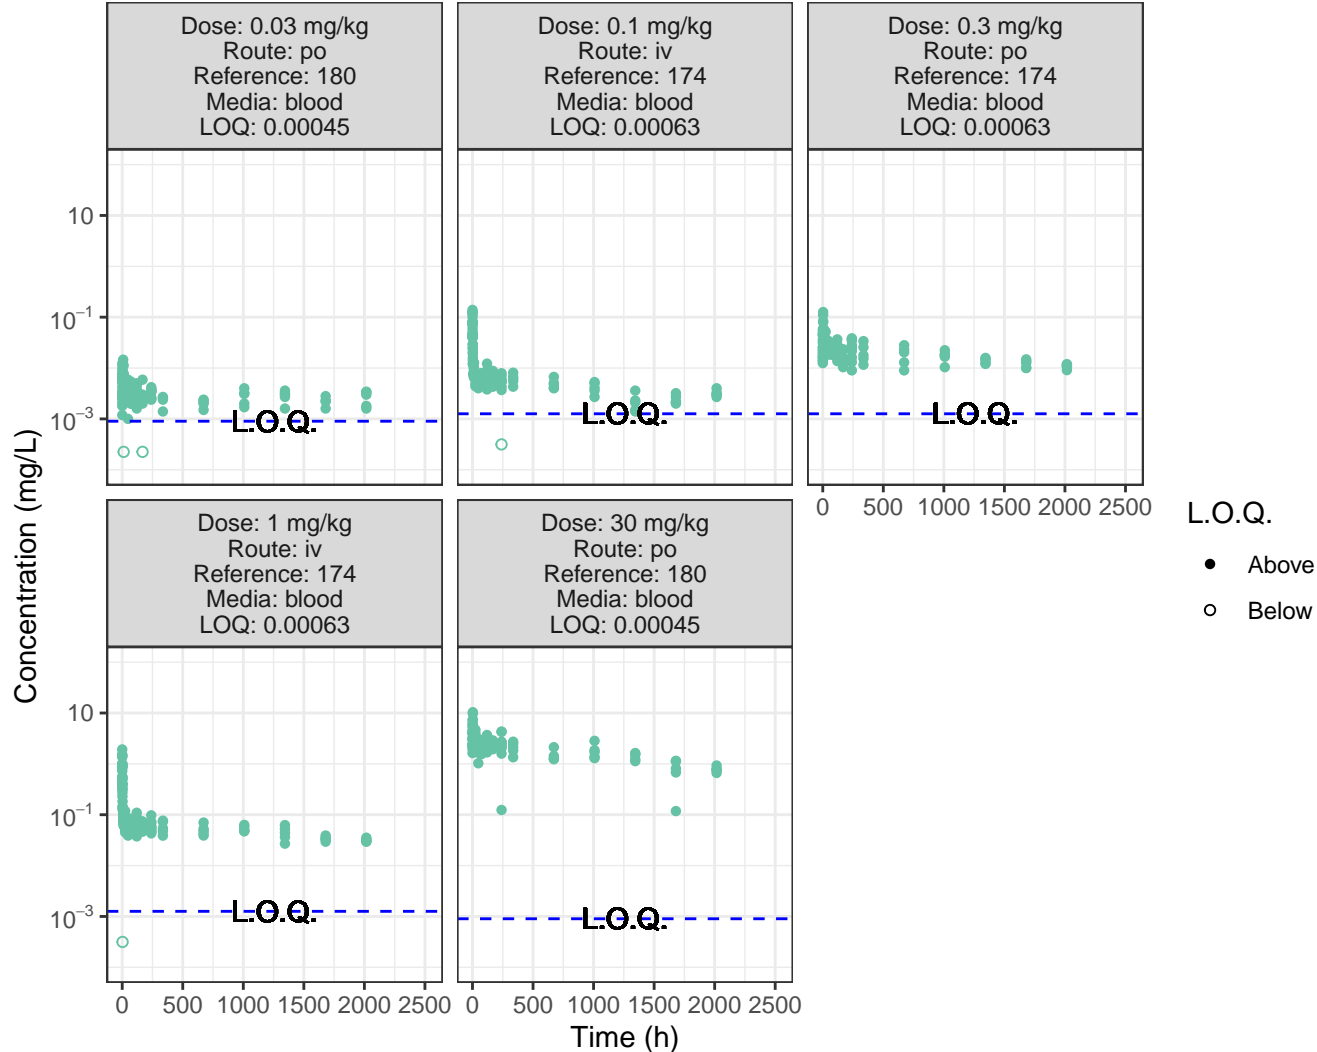 Dose: 0.03 mg/kg
Route: po
Reference: 180
Media: blood
LOQ: 0.00045
Dose: 0.1 mg/kg
Route: iv
Reference: 174
Media: blood
LOQ: 0.00063
Dose: 0.3 mg/kg
Route: po
Reference: 174
Media: blood
LOQ: 0.00063
10
10⁻¹
10⁻³
L.O.Q.
L.O.Q.
L.O.Q.
0 500 1000 1500 2000 2500
Dose: 1 mg/kg
Route: iv
Reference: 174
Media: blood
LOQ: 0.00063
Dose: 30 mg/kg
Route: po
Reference: 180
Media: blood
LOQ: 0.00045
10
10⁻¹
10⁻³
L.O.Q.
L.O.Q.
0 500 1000 1500 2000 2500
0 500 1000 1500 2000 2500
Time (h)
Concentration (mg/L)
L.O.Q.
Above
Below